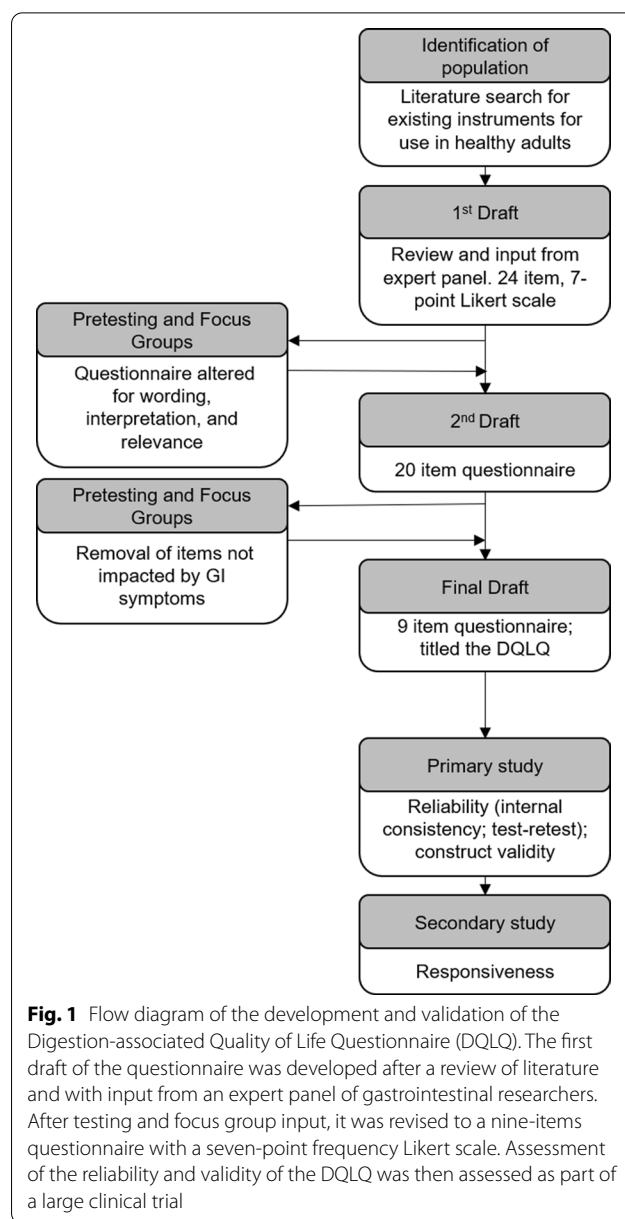 Identification of
population
Literature search for
existing instruments for
use in healthy adults
1st Draft
Review and input from
expert panel. 24 item, 7-
point Likert scale
Pretesting and Focus
Groups
Questionnaire altered
for wording,
interpretation, and
relevance
2nd Draft
20 item questionnaire
Pretesting and Focus
Groups
Removal of items not
impacted by GI
symptoms
Final Draft
9 item questionnaire;
titled the DQLQ
Primary study
Reliability (internal
consistency; test-retest);
construct validity
Secondary study
Responsiveness
Fig. 1 Flow diagram of the development and validation of the
Digestion-associated Quality of Life Questionnaire (DQLQ). The first
draft of the questionnaire was developed after a review of literature
and with input from an expert panel of gastrointestinal researchers.
After testing and focus group input, it was revised to a nine-items
questionnaire with a seven-point frequency Likert scale. Assessment
of the reliability and validity of the DQLQ was then assessed as part of
a large clinical trial